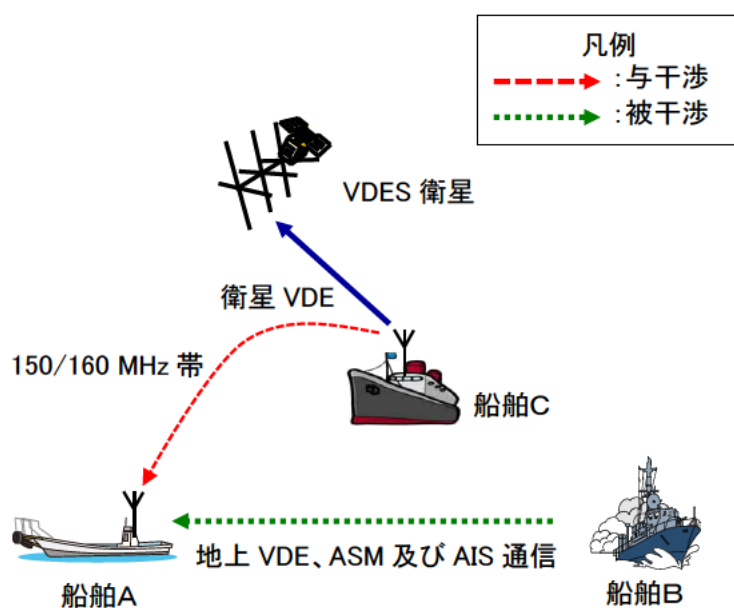 凡例
:与干渉
:被干渉
VDES 衛星
衛星 VDE
150/160 MHz 帯
船舶C
地上 VDE、ASM 及び AIS 通信
船舶A
船舶B